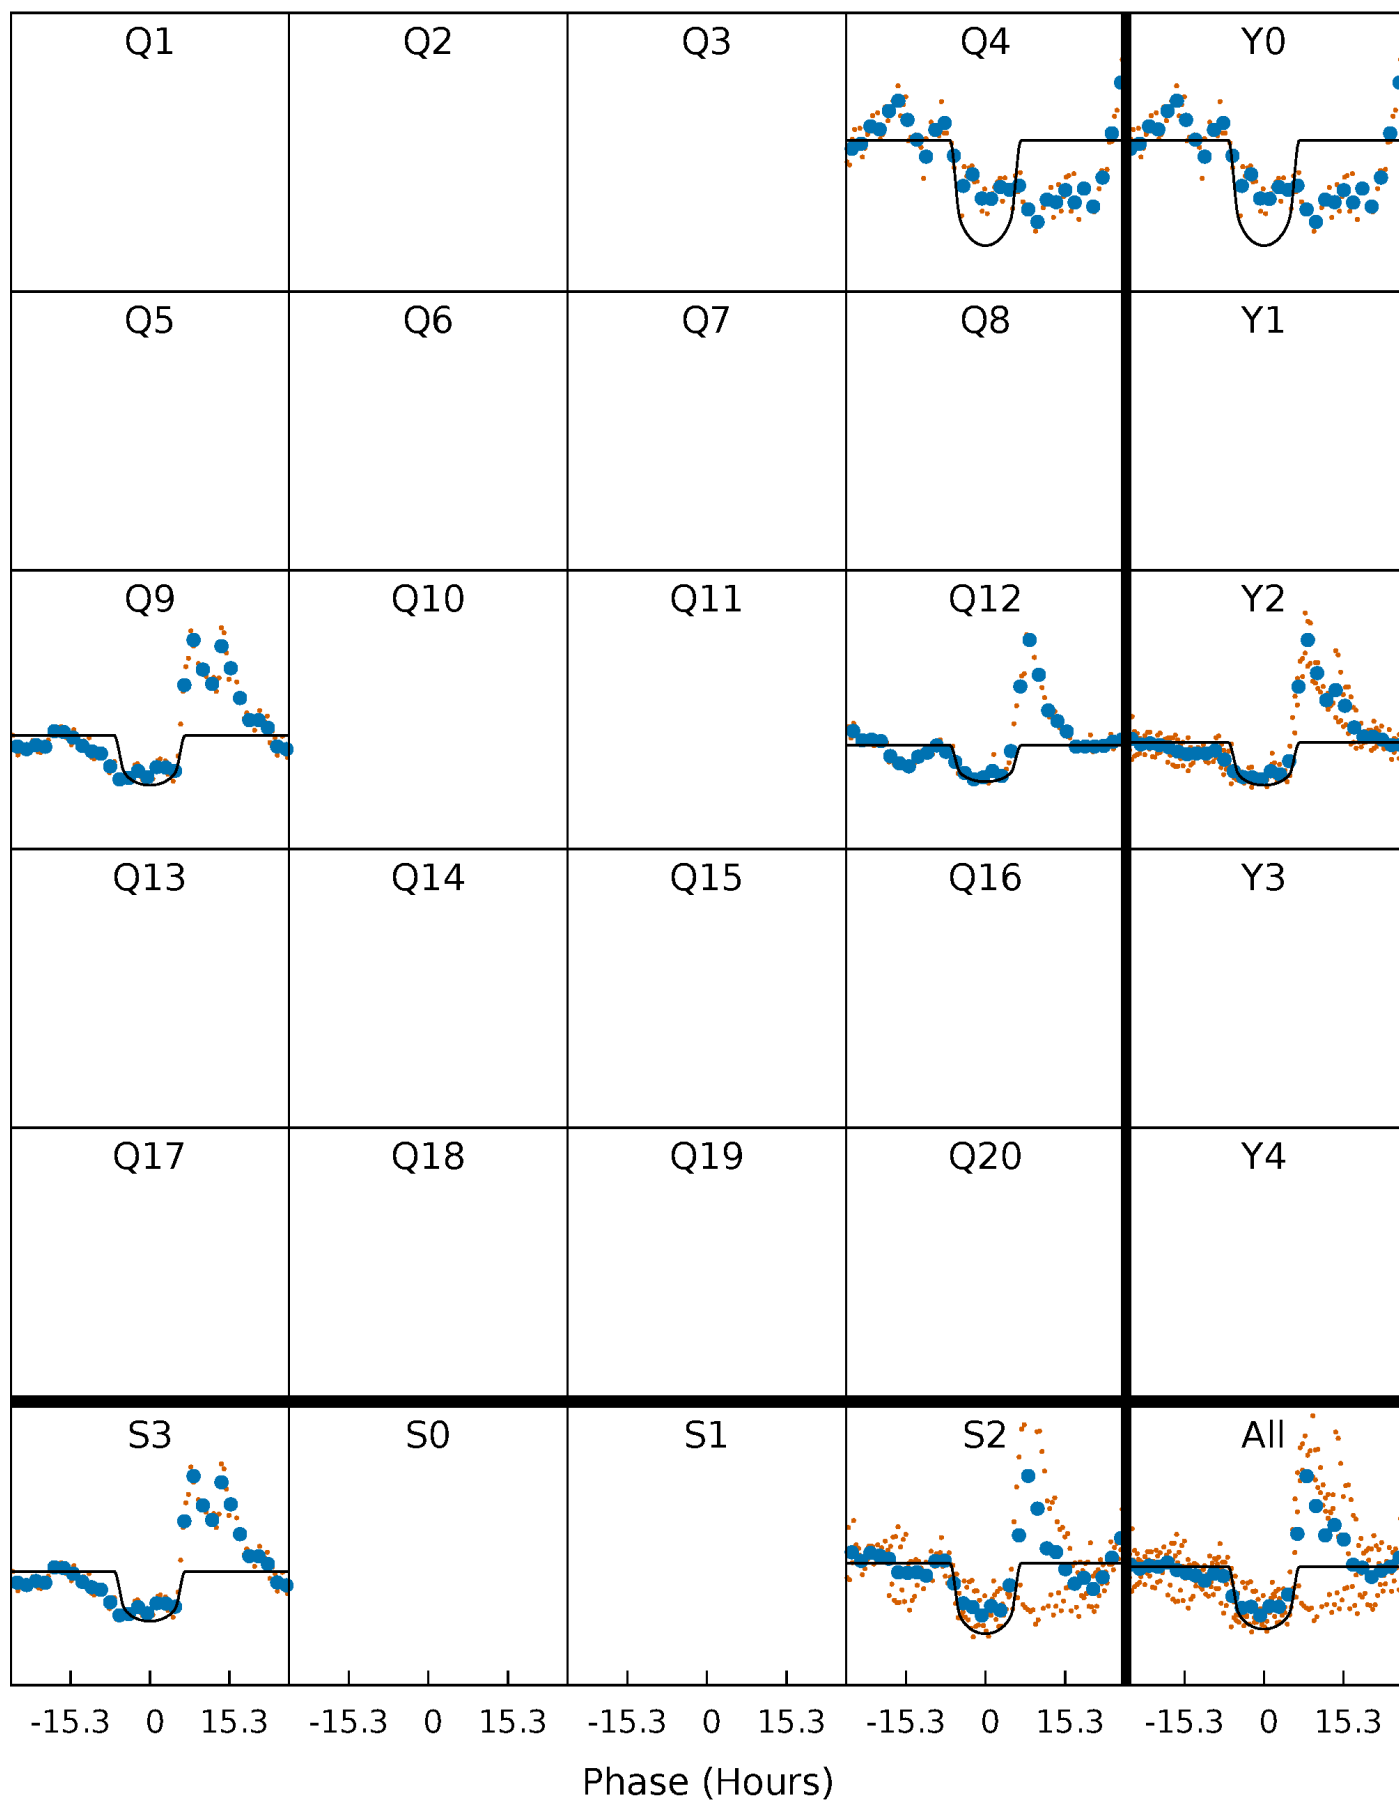 Q1 Q2 Q3 Q4 Y0
Q5 Q6 Q7 Q8 Y1
Q9 Q10 Q11 Q12 Y2
Q13 Q14 Q15 Q16 Y3
Q17 Q18 Q19 Q20 Y4
S3 S0 S1 S2 All
-15.3 0 15.3 -15.3 0 15.3 -15.3 0 15.3 -15.3 0 15.3 -15.3 0 15.3
Phase (Hours)